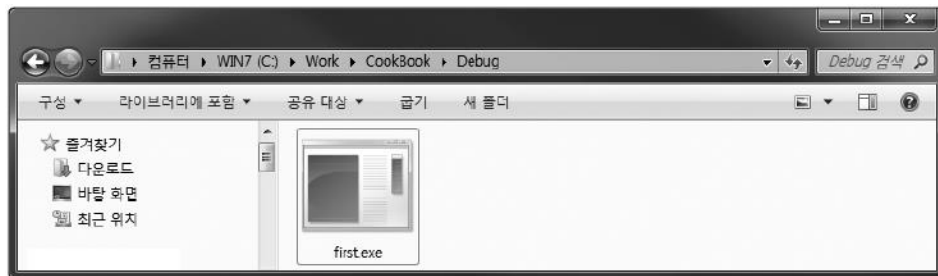 컴퓨터 ▸ WIN7 (C:) ▸ Work ▸ CookBook ▸ Debug
Debug 검색
구성 ▼ 라이브러리에 포함 ▼ 공유 대상 ▼ 굽기 새 폴더
즐겨찾기
다운로드
바탕 화면
최근 위치
first.exe